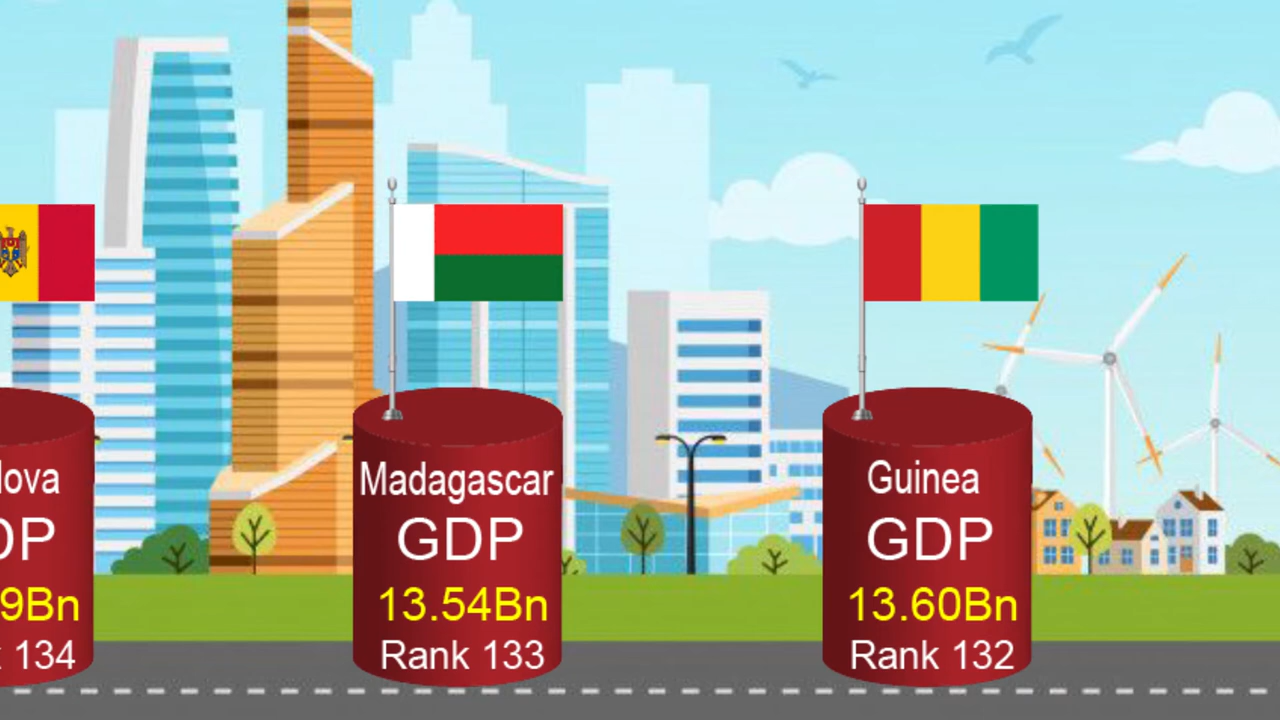 lova
DP
9Bn
134
Madagascar
GDP
13.54Bn
Rank 133
Guinea
GDP
13.60Bn
Rank 132